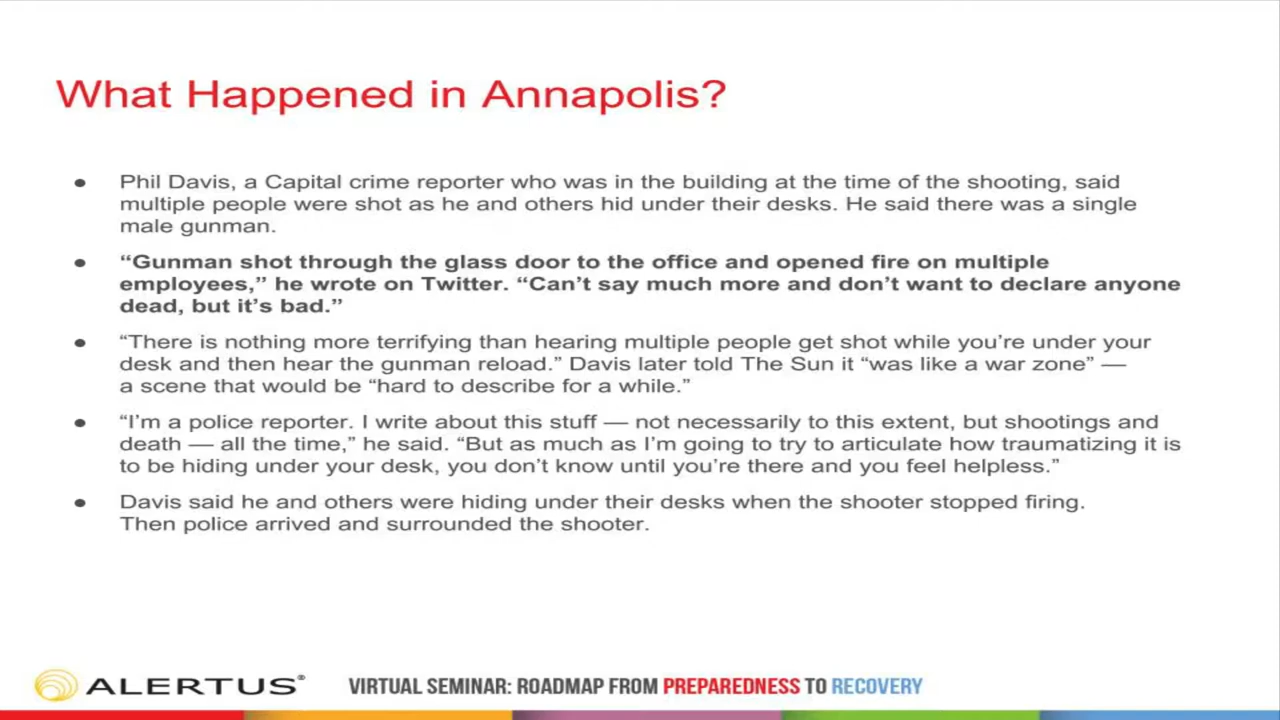 What Happened in Annapolis?
● Phil Davis, a Capital crime reporter who was in the building at the time of the shooting, said
multiple people were shot as he and others hid under their desks. He said there was a single
male gunman.
● “Gunman shot through the glass door to the office and opened fire on multiple
employees,” he wrote on Twitter. “Can’t say much more and don’t want to declare anyone
dead, but it’s bad.”
● “There is nothing more terrifying than hearing multiple people get shot while you’re under your
desk and then hear the gunman reload.” Davis later told The Sun it “was like a war zone” —
a scene that would be “hard to describe for a while.”
● “I’m a police reporter. I write about this stuff — not necessarily to this extent, but shootings and
death — all the time,” he said. “But as much as I’m going to try to articulate how traumatizing it is
to be hiding under your desk, you don’t know until you’re there and you feel helpless.”
● Davis said he and others were hiding under their desks when the shooter stopped firing.
Then police arrived and surrounded the shooter.
ALERTUS® VIRTUAL SEMINAR: ROADMAP FROM PREPAREDNESS TO RECOVERY